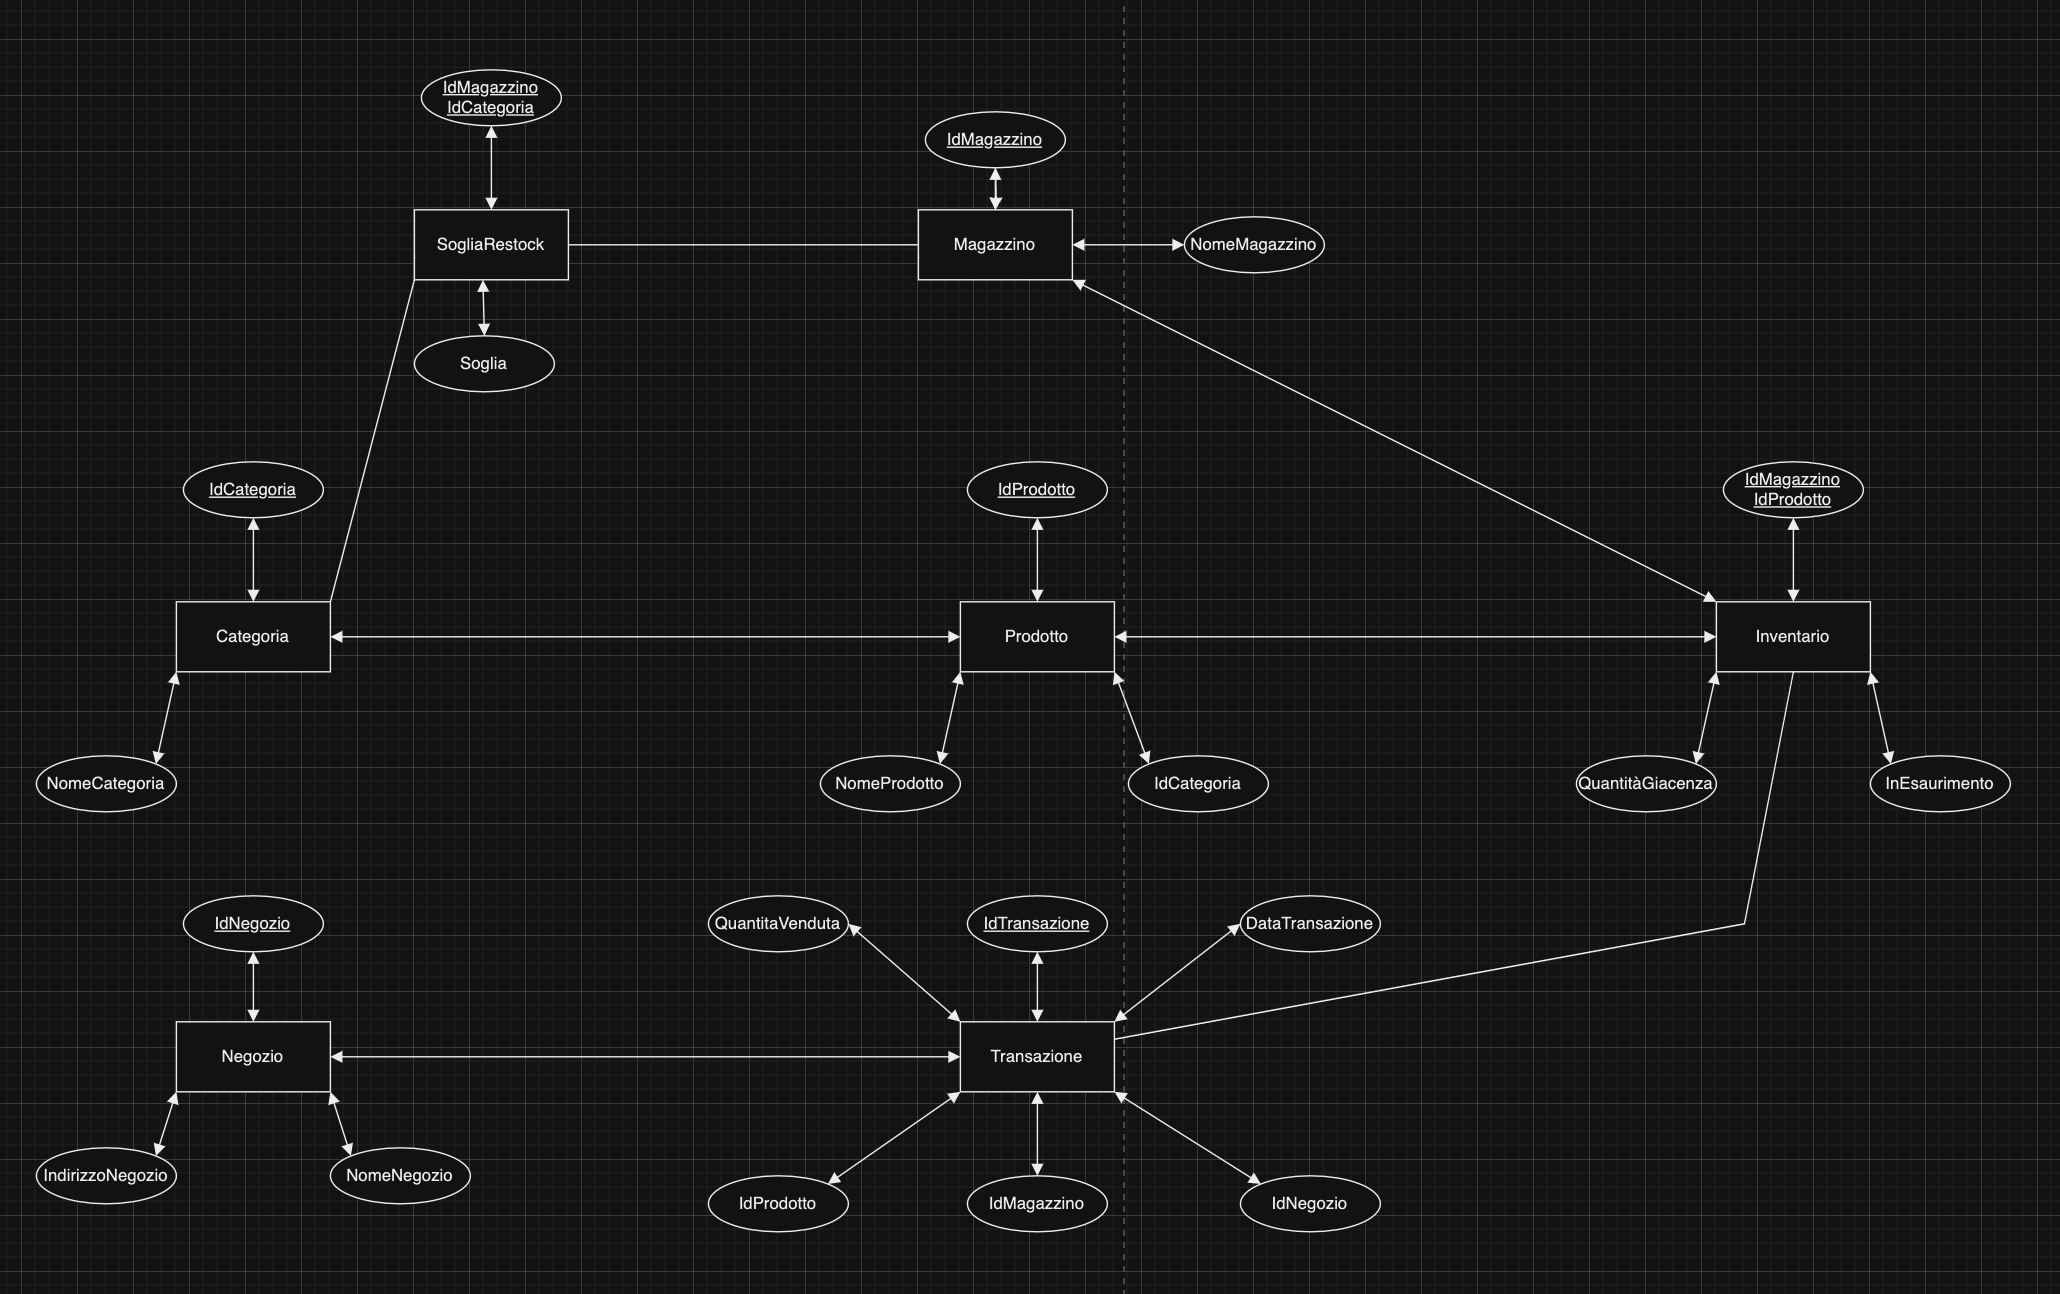 IdMagazzino
IdCategoria
IdMagazzino
SogliaRestock
Magazzino
NomeMagazzino
Soglia
IdCategoria
IdProdotto
IdMagazzino
IdProdotto
Categoria
Prodotto
Inventario
NomeCategoria
NomeProdotto
IdCategoria
QuantitàGiacenza
InEsaurimento
IdNegozio
QuantitaVenduta
IdTransazione
DataTransazione
Negozio
Transazione
IndirizzoNegozio
NomeNegozio
IdProdotto
IdMagazzino
IdNegozio